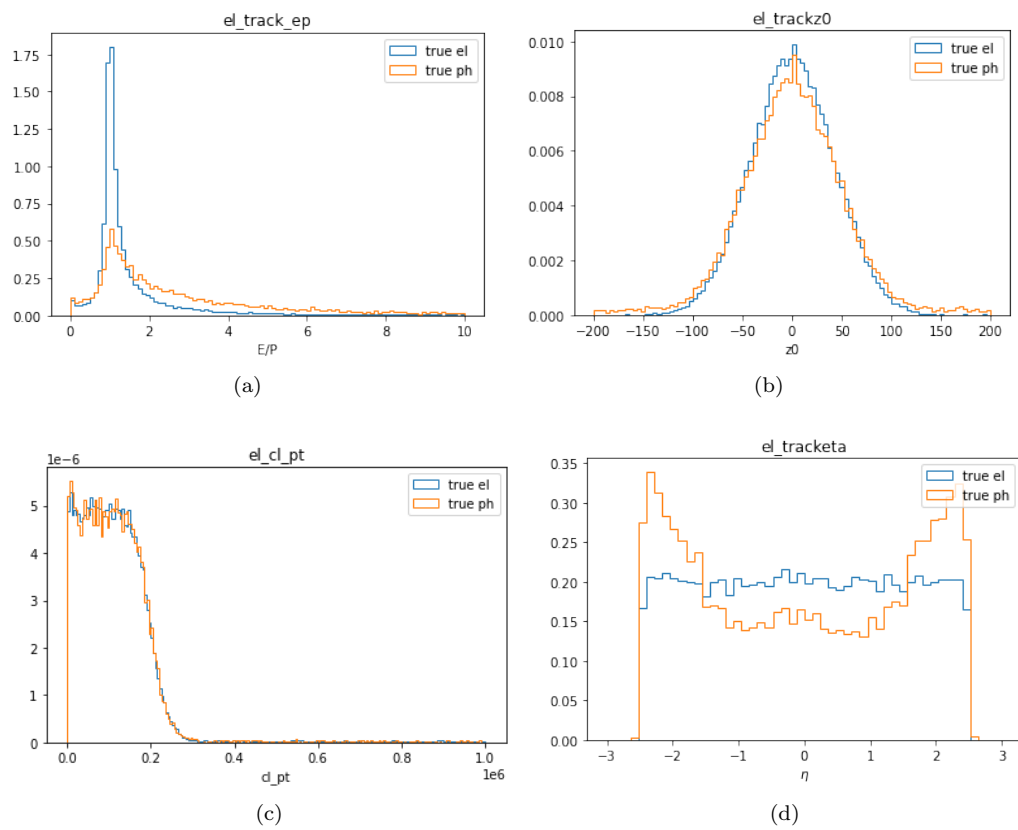 el_track_ep
1.75
1.50
1.25
1.00
0.75
0.50
0.25
0.00
true el
true ph
0 2 4 6 8 10
E/P
(a)
el_trackz0
0.010
0.008
0.006
0.004
0.002
0.000
true el
true ph
−200 −150 −100 −50 0 50 100 150 200
z0
(b)
el_cl_pt
1e−6
5
4
3
2
1
0
true el
true ph
0.0 0.2 0.4 0.6 0.8 1.0
1e6
cl_pt
(c)
el_tracketa
0.35
0.30
0.25
0.20
0.15
0.10
0.05
0.00
true el
true ph
−3 −2 −1 0 1 2 3
η
(d)